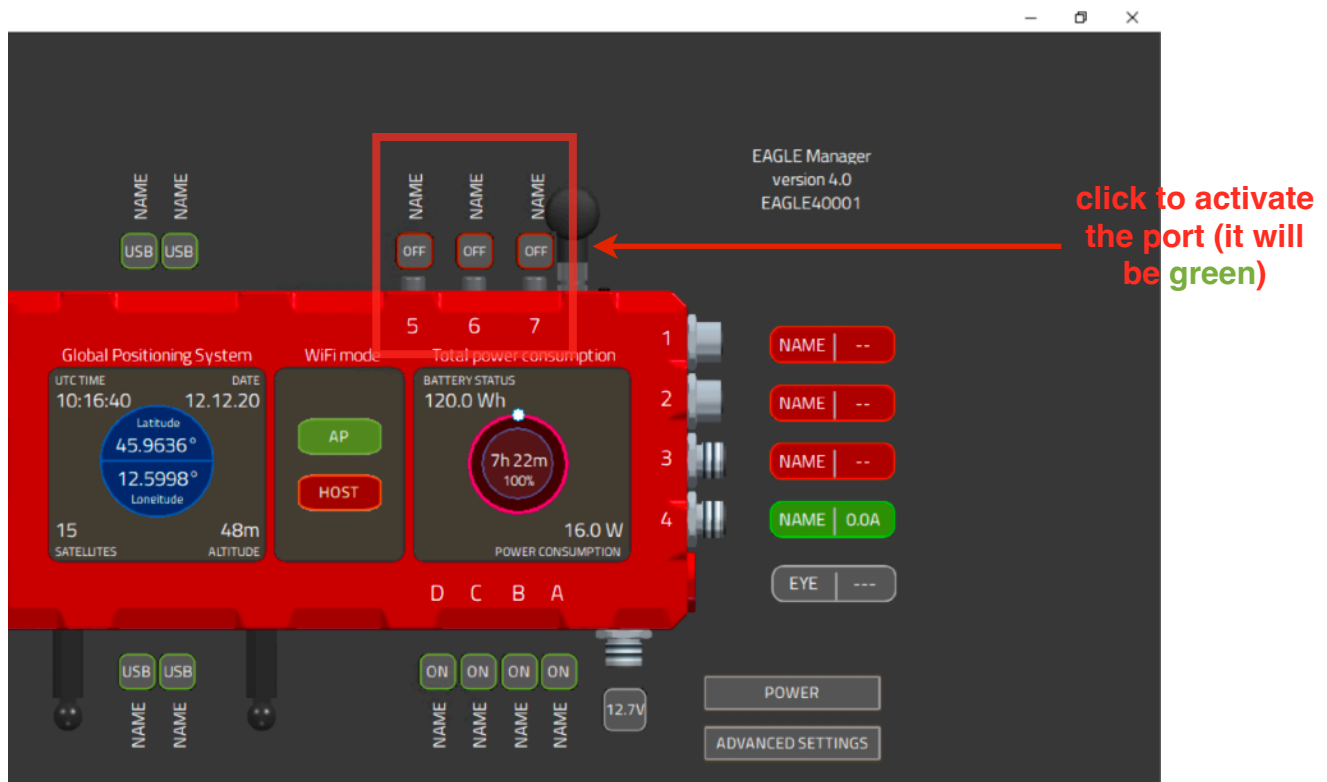 EAGLE Manager
version 4.0
EAGLE40001
click to activate
the port (it will
be green)
NAME
NAME
USB
USB
NAME
NAME
NAME
OFF
OFF
OFF
5
6
7
Global Positioning System
UTC TIME
DATE
10:16:40
12.12.20
Latitude
45.9636°
12.5998°
Loneitude
15
48m
SATELLITES
ALTITUDE
WiFi mode
AP
HOST
Total power consumption
BATTERY STATUS
120.0 Wh
7h 22m
100%
16.0 W
POWER CONSUMPTION
1
NAME
--
2
NAME
--
3
NAME
--
4
NAME
0.0A
EYE
---
D
C
B
A
USB
USB
NAME
NAME
ON
ON
ON
ON
NAME
NAME
NAME
NAME
12.7V
POWER
ADVANCED SETTINGS